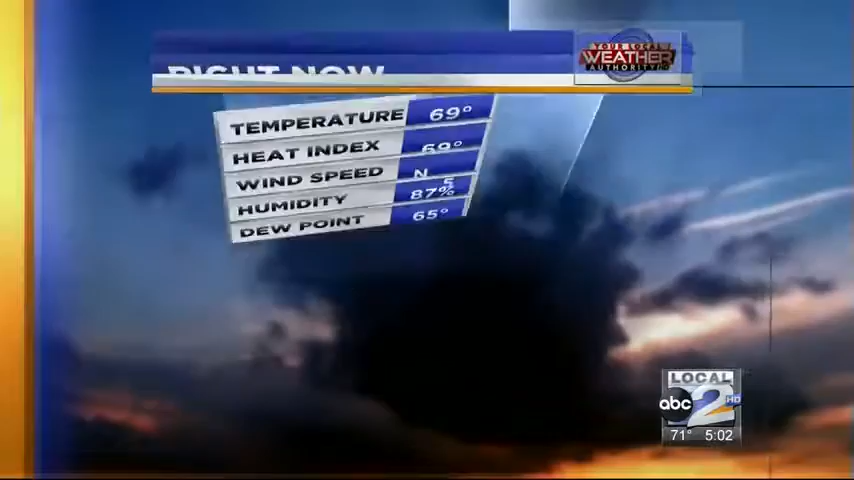 RIGHT NOW
YOUR LOCAL
WEATHER
AUTHORITY
TEMPERATURE 69°
HEAT INDEX 69°
WIND SPEED N 5
HUMIDITY 87%
DEW POINT 65°
LOCAL
abc 2 HD
71° 5:02